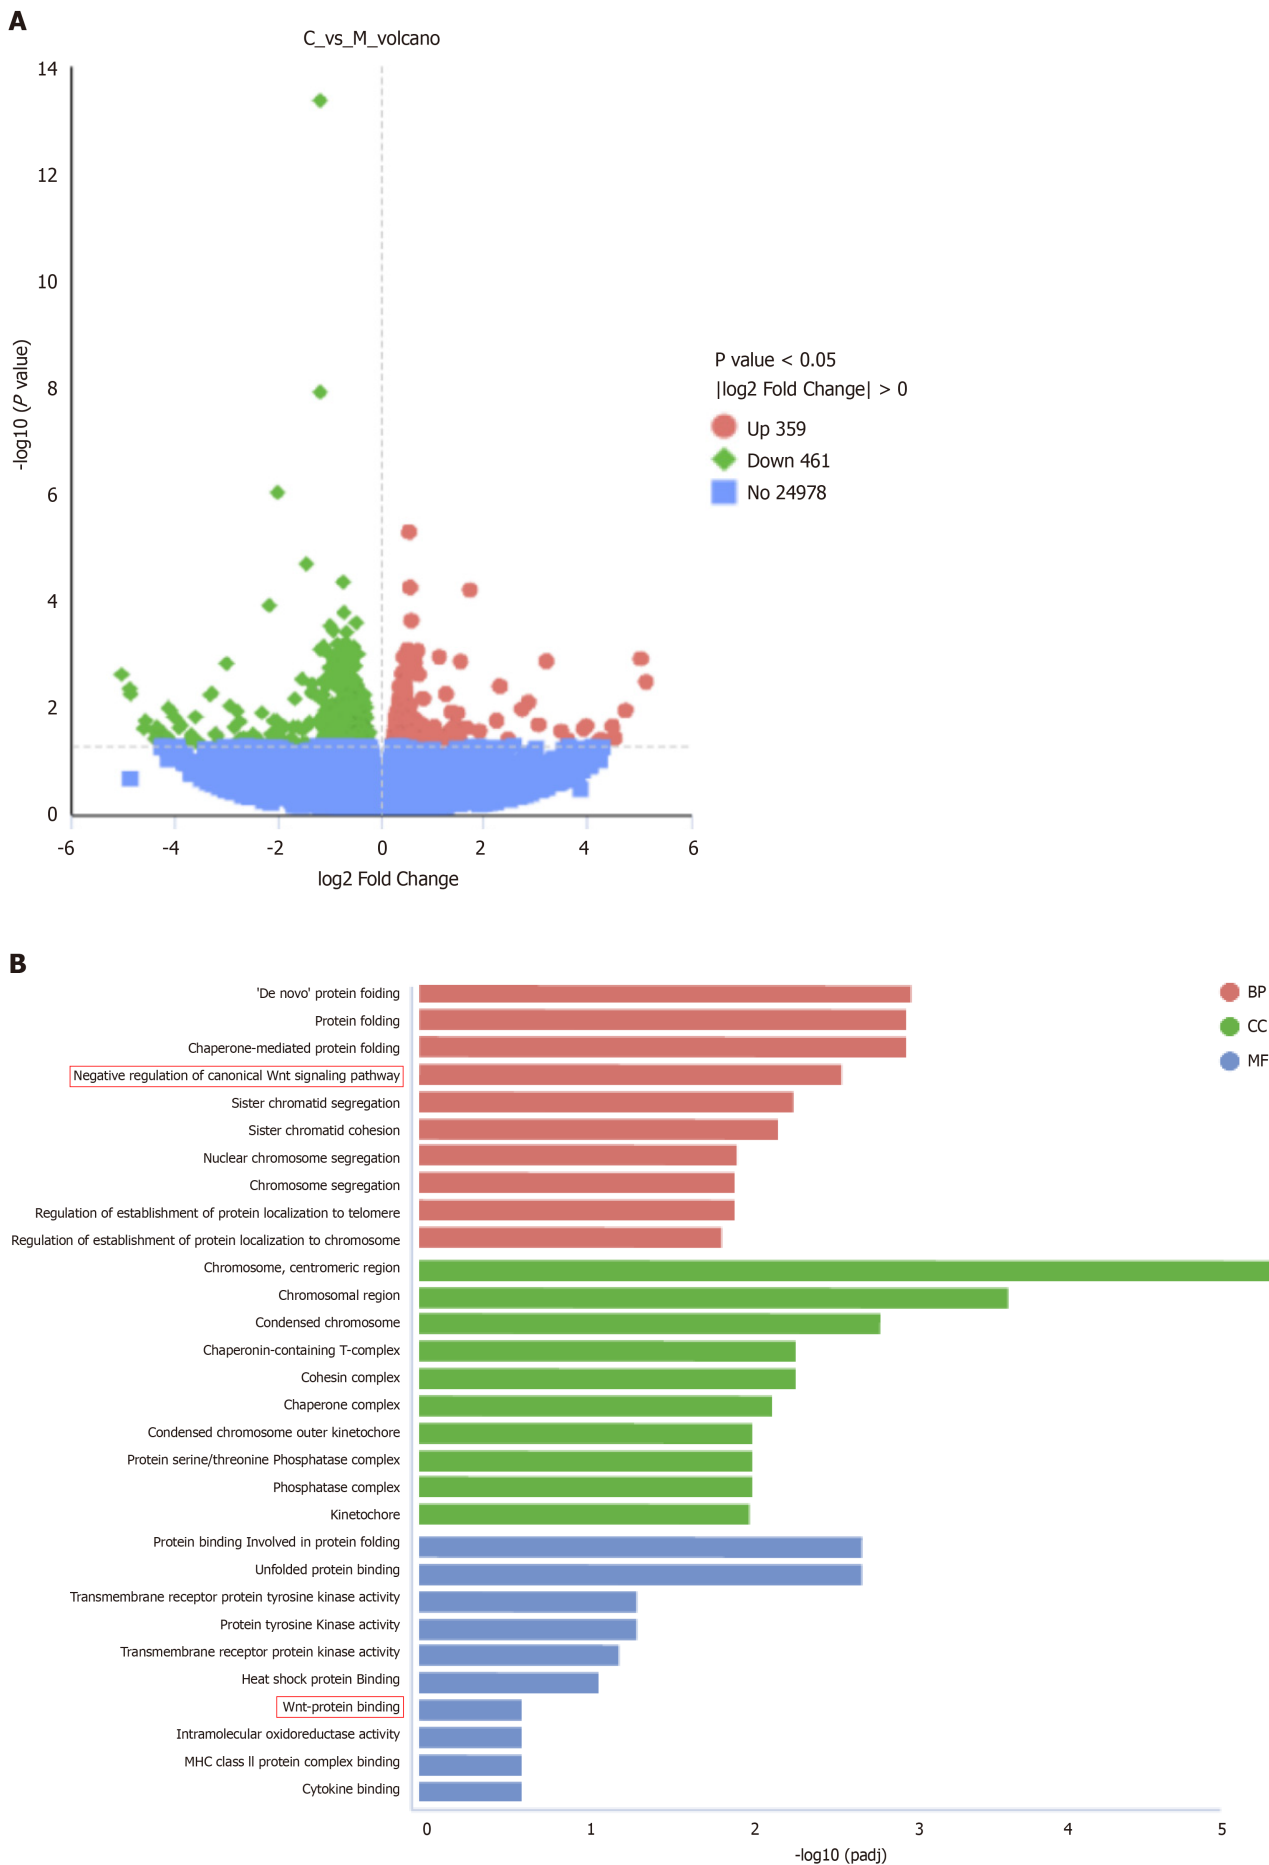 A
C_vs_M_volcano
14
12
10
8
6
4
2
0
-log10 (P value)
-6 -4 -2 0 2 4 6
log2 Fold Change
P value < 0.05
|log2 Fold Change| > 0
Up 359
Down 461
No 24978
B
'De novo' protein foiding
Protein folding
Chaperone-mediated protein folding
Negative regulation of canonical Wnt signaling pathway
Sister chromatid segregation
Sister chromatid cohesion
Nuclear chromosome segregation
Chromosome segregation
Regulation of establishment of protein localization to telomere
Regulation of establishment of protein localization to chromosome
Chromosome, centromeric region
Chromosomal region
Condensed chromosome
Chaperonin-containing T-complex
Cohesin complex
Chaperone complex
Condensed chromosome outer kinetochore
Protein serine/threonine Phosphatase complex
Phosphatase complex
Kinetochore
Protein binding Involved in protein folding
Unfolded protein binding
Transmembrane receptor protein tyrosine kinase activity
Protein tyrosine Kinase activity
Transmembrane receptor protein kinase activity
Heat shock protein Binding
Wnt-protein binding
Intramolecular oxidoreductase activity
MHC class ll protein complex binding
Cytokine binding
0 1 2 3 4 5
-log10 (padj)
BP
CC
MF